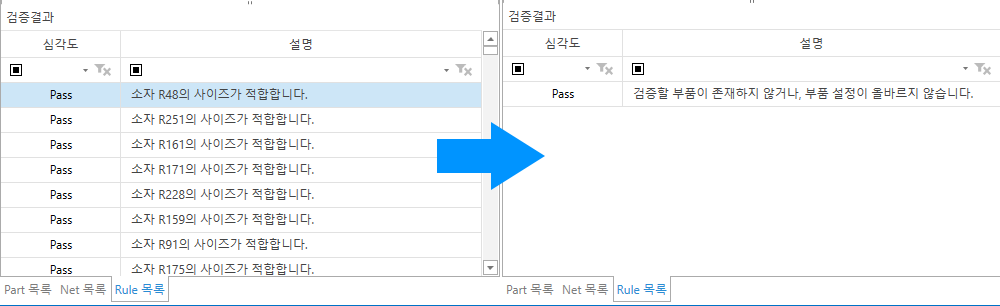 검증결과
심각도 설명
Pass 소자 R48의 사이즈가 적합합니다.
Pass 소자 R251의 사이즈가 적합합니다.
Pass 소자 R161의 사이즈가 적합합니다.
Pass 소자 R171의 사이즈가 적합합니다.
Pass 소자 R228의 사이즈가 적합합니다.
Pass 소자 R159의 사이즈가 적합합니다.
Pass 소자 R91의 사이즈가 적합합니다.
Pass 소자 R175의 사이즈가 적합합니다.
Part 목록 Net 목록 Rule 목록
검증결과
심각도 설명
Pass 검증할 부품이 존재하지 않거나, 부품 설정이 올바르지 않습니다.
Part 목록 Net 목록 Rule 목록